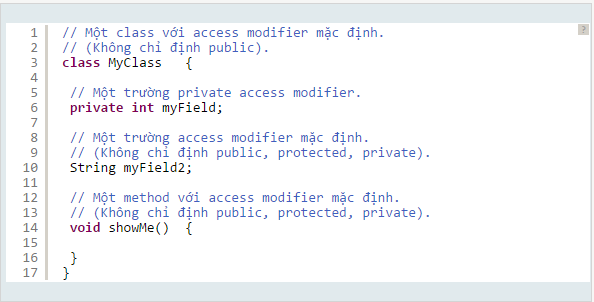 1 // Một class với access modifier mặc định.
2 // (Không chỉ định public).
3 class MyClass   {
4
5 // Một trường private access modifier.
6 private int myField;
7
8 // Một trường access modifier mặc định.
9 // (Không chỉ định public, protected, private).
10 String myField2;
11
12 // Một method với access modifier mặc định.
13 // (Không chỉ định public, protected, private).
14 void showMe()  {
15
16 }
17 }
?